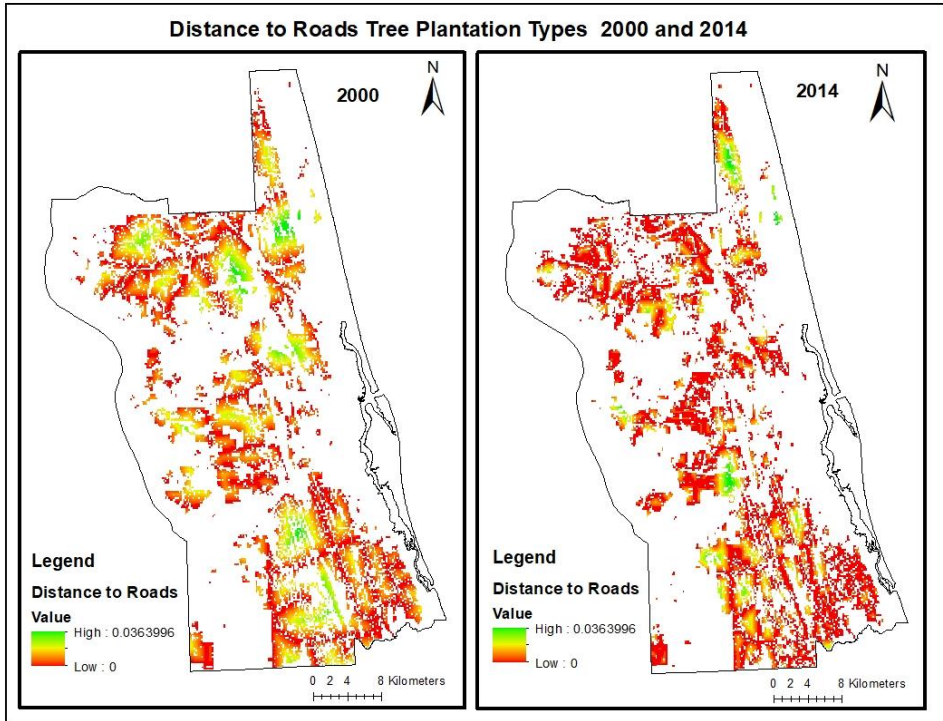 Distance to Roads Tree Plantation Types 2000 and 2014
2000
N
Legend
Distance to Roads
Value
High : 0.0363996
Low : 0
0 2 4 8 Kilometers
2014
N
Legend
Distance to Roads
Value
High : 0.0363996
Low : 0
0 2 4 8 Kilometers